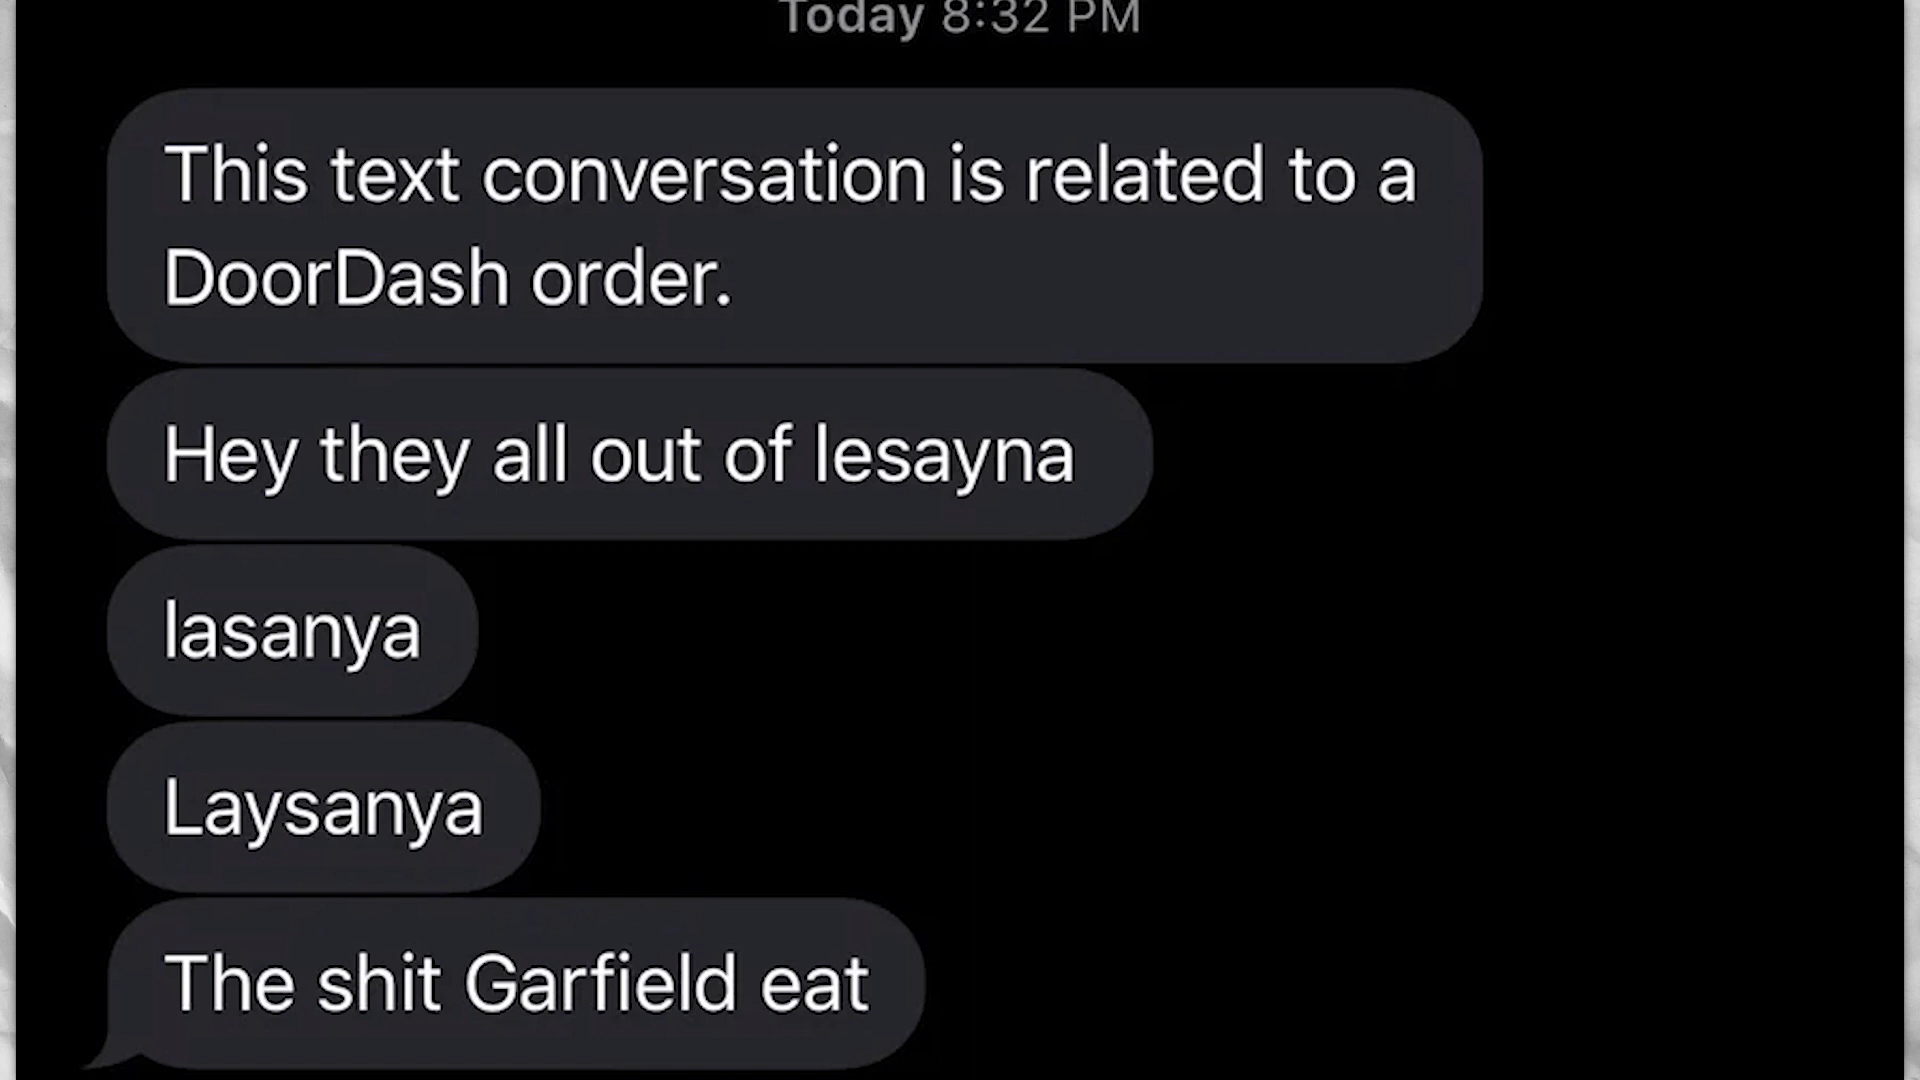 Today 8:32 PM
This text conversation is related to a
DoorDash order.
Hey they all out of lesayna
lasanya
Laysanya
The shit Garfield eat